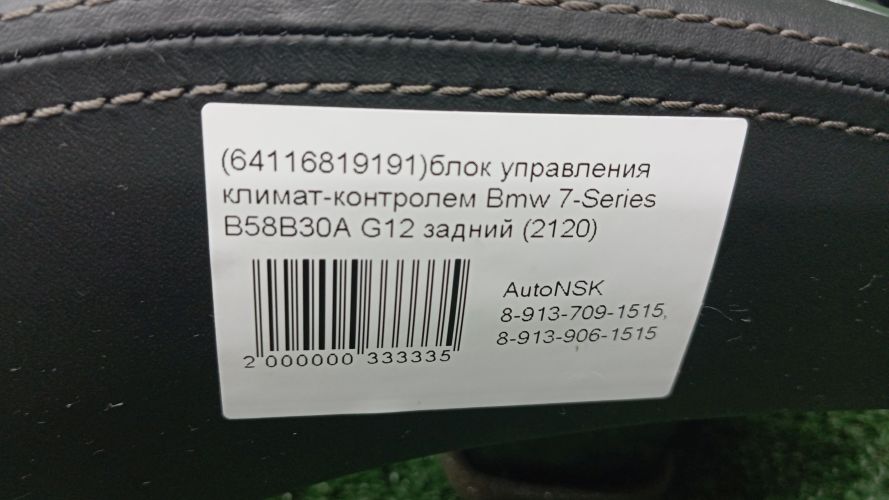 (64116819191)блок управления
климат-контролем Bmw 7-Series
B58B30A G12 задний (2120)
AutoNSK
8-913-709-1515,
8-913-906-1515
2 000000 333335